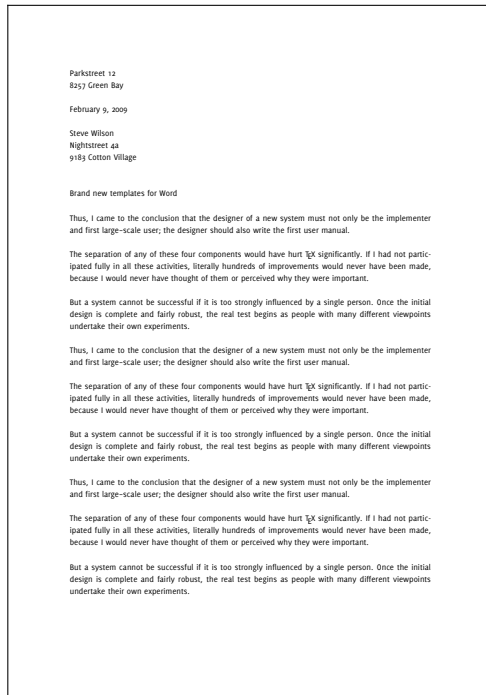 Parkstreet 12
8257 Green Bay
February 9, 2009
Steve Wilson
Nightstreet 4a
9183 Cotton Village
Brand new templates for Word
Thus, I came to the conclusion that the designer of a new system must not only be the implementer
and first large-scale user; the designer should also write the first user manual.
The separation of any of these four components would have hurt TEX significantly. If I had not partic-
ipated fully in all these activities, literally hundreds of improvements would never have been made,
because I would never have thought of them or perceived why they were important.
But a system cannot be successful if it is too strongly influenced by a single person. Once the initial
design is complete and fairly robust, the real test begins as people with many different viewpoints
undertake their own experiments.
Thus, I came to the conclusion that the designer of a new system must not only be the implementer
and first large-scale user; the designer should also write the first user manual.
The separation of any of these four components would have hurt TEX significantly. If I had not partic-
ipated fully in all these activities, literally hundreds of improvements would never have been made,
because I would never have thought of them or perceived why they were important.
But a system cannot be successful if it is too strongly influenced by a single person. Once the initial
design is complete and fairly robust, the real test begins as people with many different viewpoints
undertake their own experiments.
Thus, I came to the conclusion that the designer of a new system must not only be the implementer
and first large-scale user; the designer should also write the first user manual.
The separation of any of these four components would have hurt TEX significantly. If I had not partic-
ipated fully in all these activities, literally hundreds of improvements would never have been made,
because I would never have thought of them or perceived why they were important.
But a system cannot be successful if it is too strongly influenced by a single person. Once the initial
design is complete and fairly robust, the real test begins as people with many different viewpoints
undertake their own experiments.